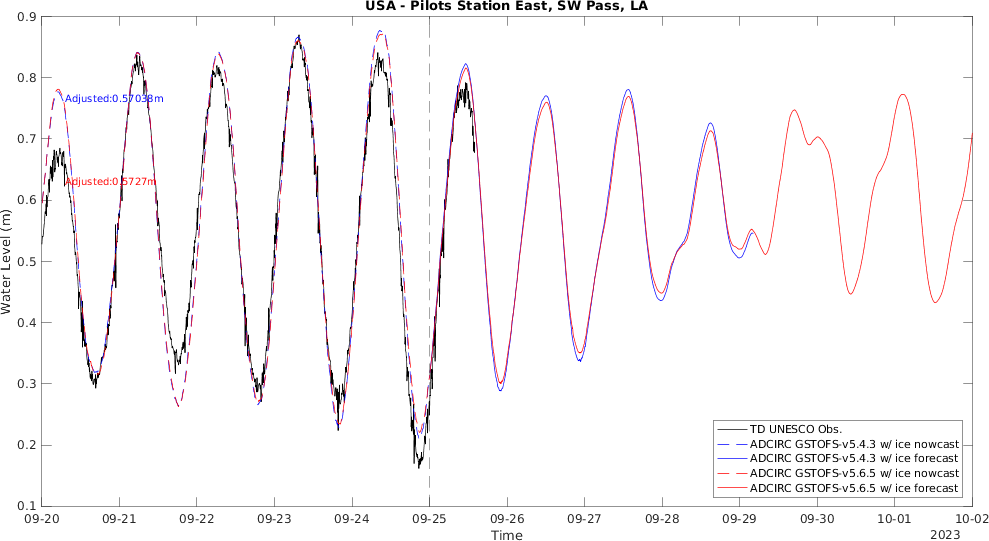 USA - Pilots Station East, SW Pass, LA
0.9
0.8
0.7
0.6
0.5
0.4
0.3
0.2
0.1
Water Level (m)
Adjusted:0.57038m
Adjusted:0.5727m
TD UNESCO Obs.
ADCIRC GSTOFS-v5.4.3 w/ ice nowcast
ADCIRC GSTOFS-v5.4.3 w/ ice forecast
ADCIRC GSTOFS-v5.6.5 w/ ice nowcast
ADCIRC GSTOFS-v5.6.5 w/ ice forecast
09-20 09-21 09-22 09-23 09-24 09-25 09-26 09-27 09-28 09-29 09-30 10-01 10-02
Time
2023